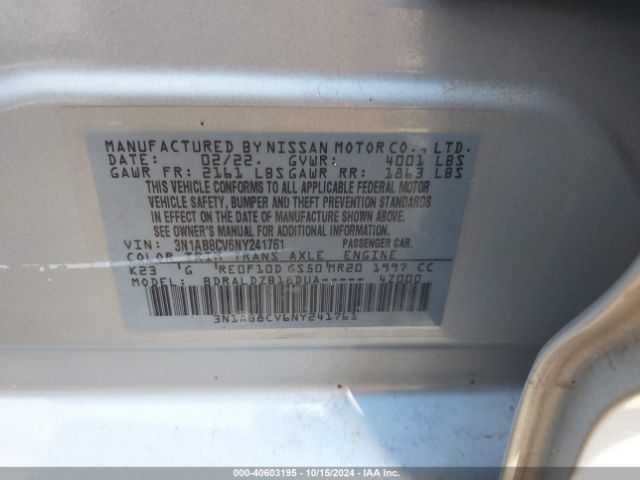 MANUFACTURED BY NISSAN MOTOR CO., LTD.
DATE: 02/22. GVWR: 4001 LBS
GAWR FR: 2161 LBS GAWR RR: 1863 LBS
THIS VEHICLE CONFORMS TO ALL APPLICABLE FEDERAL MOTOR
VEHICLE SAFETY, BUMPER AND THEFT PREVENTION STANDARDS
IN EFFECT ON THE DATE OF MANUFACTURE SHOWN ABOVE.
SEE OWNER'S MANUAL.
VIN: 3N1AB8CV6NY241761 PASSENGER CAR.
COLOR TRIM TRANS AXLE ENGINE
K23 'G RE0F10D GS50 MR20 1997 CC
MODEL: 4Z000
3N1AB8CV6NY241761
000-40603195 - 10/15/2024 - IAA Inc.